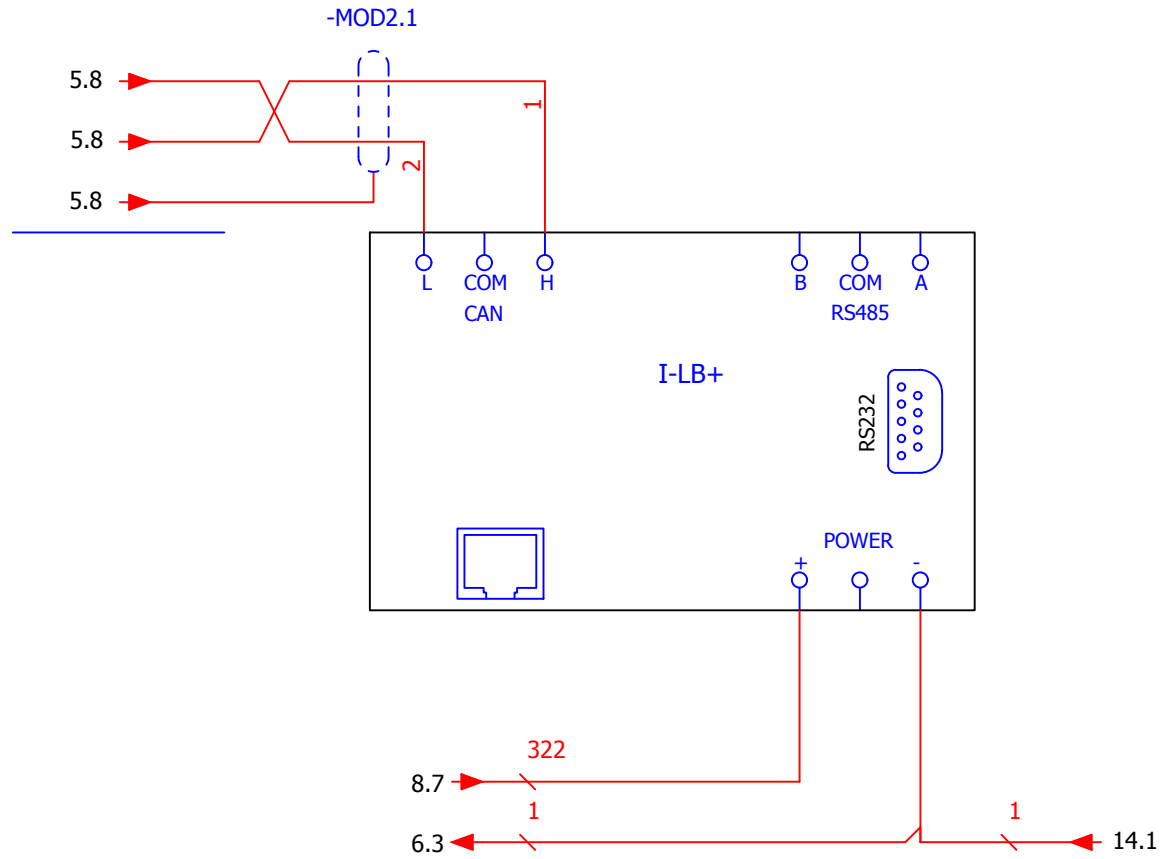 -MOD2.1
5.8
1
5.8
2
5.8
L COM H B COM A
CAN RS485
I-LB+
RS232
POWER
+ -
322
8.7
1 1
6.3 14.1